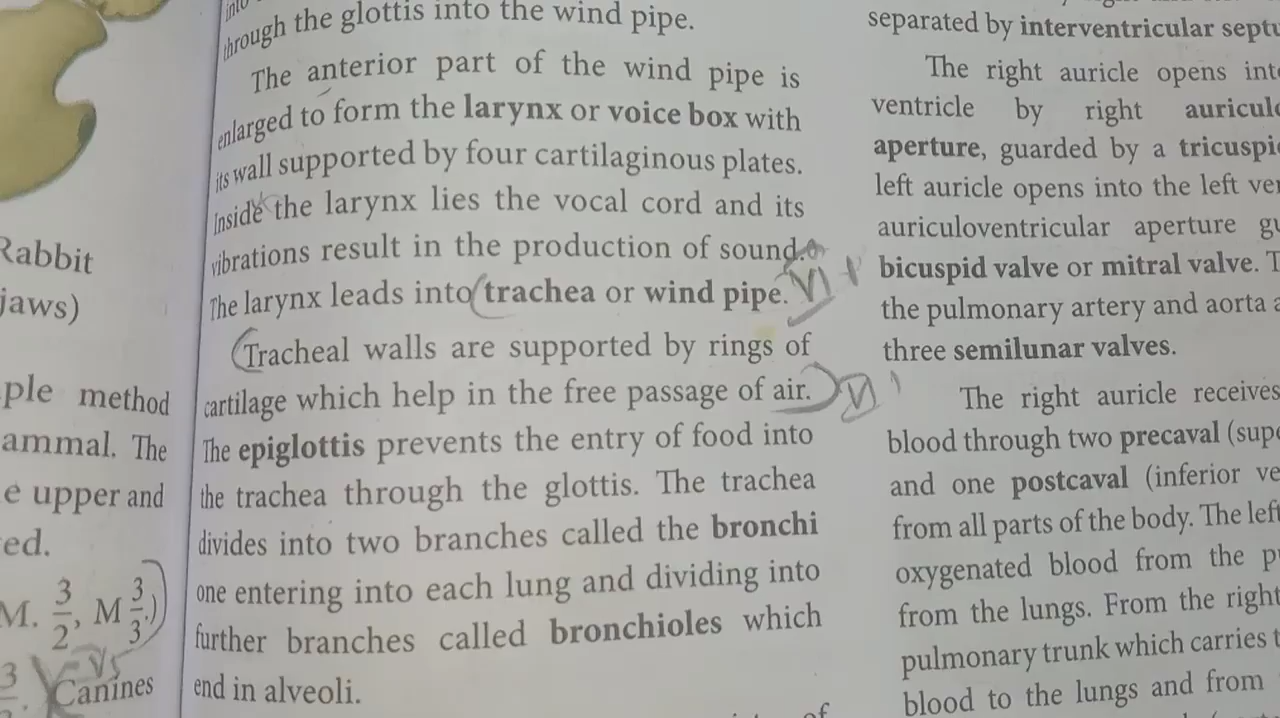 Rabbit
jaws)
ple method
ammal. The
e upper and
ed.
M. 3/2, M 3/3.)
3
Canines
into
through the glottis into the wind pipe.
The anterior part of the wind pipe is
enlarged to form the larynx or voice box with
its wall supported by four cartilaginous plates.
Inside the larynx lies the vocal cord and its
vibrations result in the production of sound.
The larynx leads into trachea or wind pipe.
Tracheal walls are supported by rings of
cartilage which help in the free passage of air.
The epiglottis prevents the entry of food into
the trachea through the glottis. The trachea
divides into two branches called the bronchi
one entering into each lung and dividing into
further branches called bronchioles which
end in alveoli.
of
separated by interventricular septu
The right auricle opens int
ventricle by right auricul
aperture, guarded by a tricuspi
left auricle opens into the left ve
auriculoventricular aperture gu
bicuspid valve or mitral valve. T
the pulmonary artery and aorta a
three semilunar valves.
The right auricle receives
blood through two precaval (sup
and one postcaval (inferior ve
from all parts of the body. The left
oxygenated blood from the p
from the lungs. From the right
pulmonary trunk which carries t
blood to the lungs and from